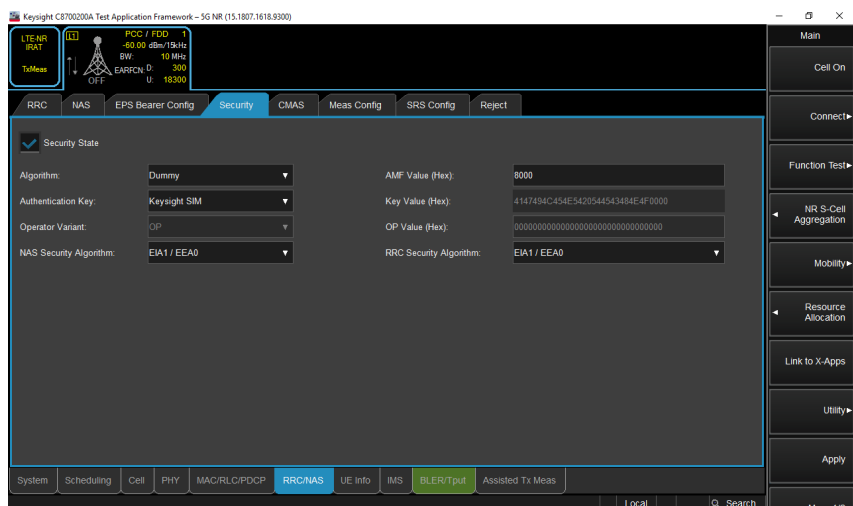 Keysight C8700200A Test Application Framework – 5G NR (15.1807.1618.9300)
LTE-NR
IRAT
TxMeas
L1
OFF
PCC / FDD 1
-60.00 dBm/15kHz
BW: 10 MHz
EARFCN: D: 300
U: 18300
Main
Cell On
Connect
Function Test
NR S-Cell
Aggregation
Mobility
Resource
Allocation
Link to X-Apps
Utility
Apply
RRC NAS EPS Bearer Config Security CMAS Meas Config SRS Config Reject
Security State
Algorithm: Dummy AMF Value (Hex): 8000
Authentication Key: Keysight SIM Key Value (Hex): 4147494C454E5420544543484E4F0000
Operator Variant: OP OP Value (Hex): 00000000000000000000000000000000
NAS Security Algorithm: EIA1 / EEA0 RRC Security Algorithm: EIA1 / EEA0
System Scheduling Cell PHY MAC/RLC/PDCP RRC/NAS UE Info IMS BLER/Tput Assisted Tx Meas
Local Search